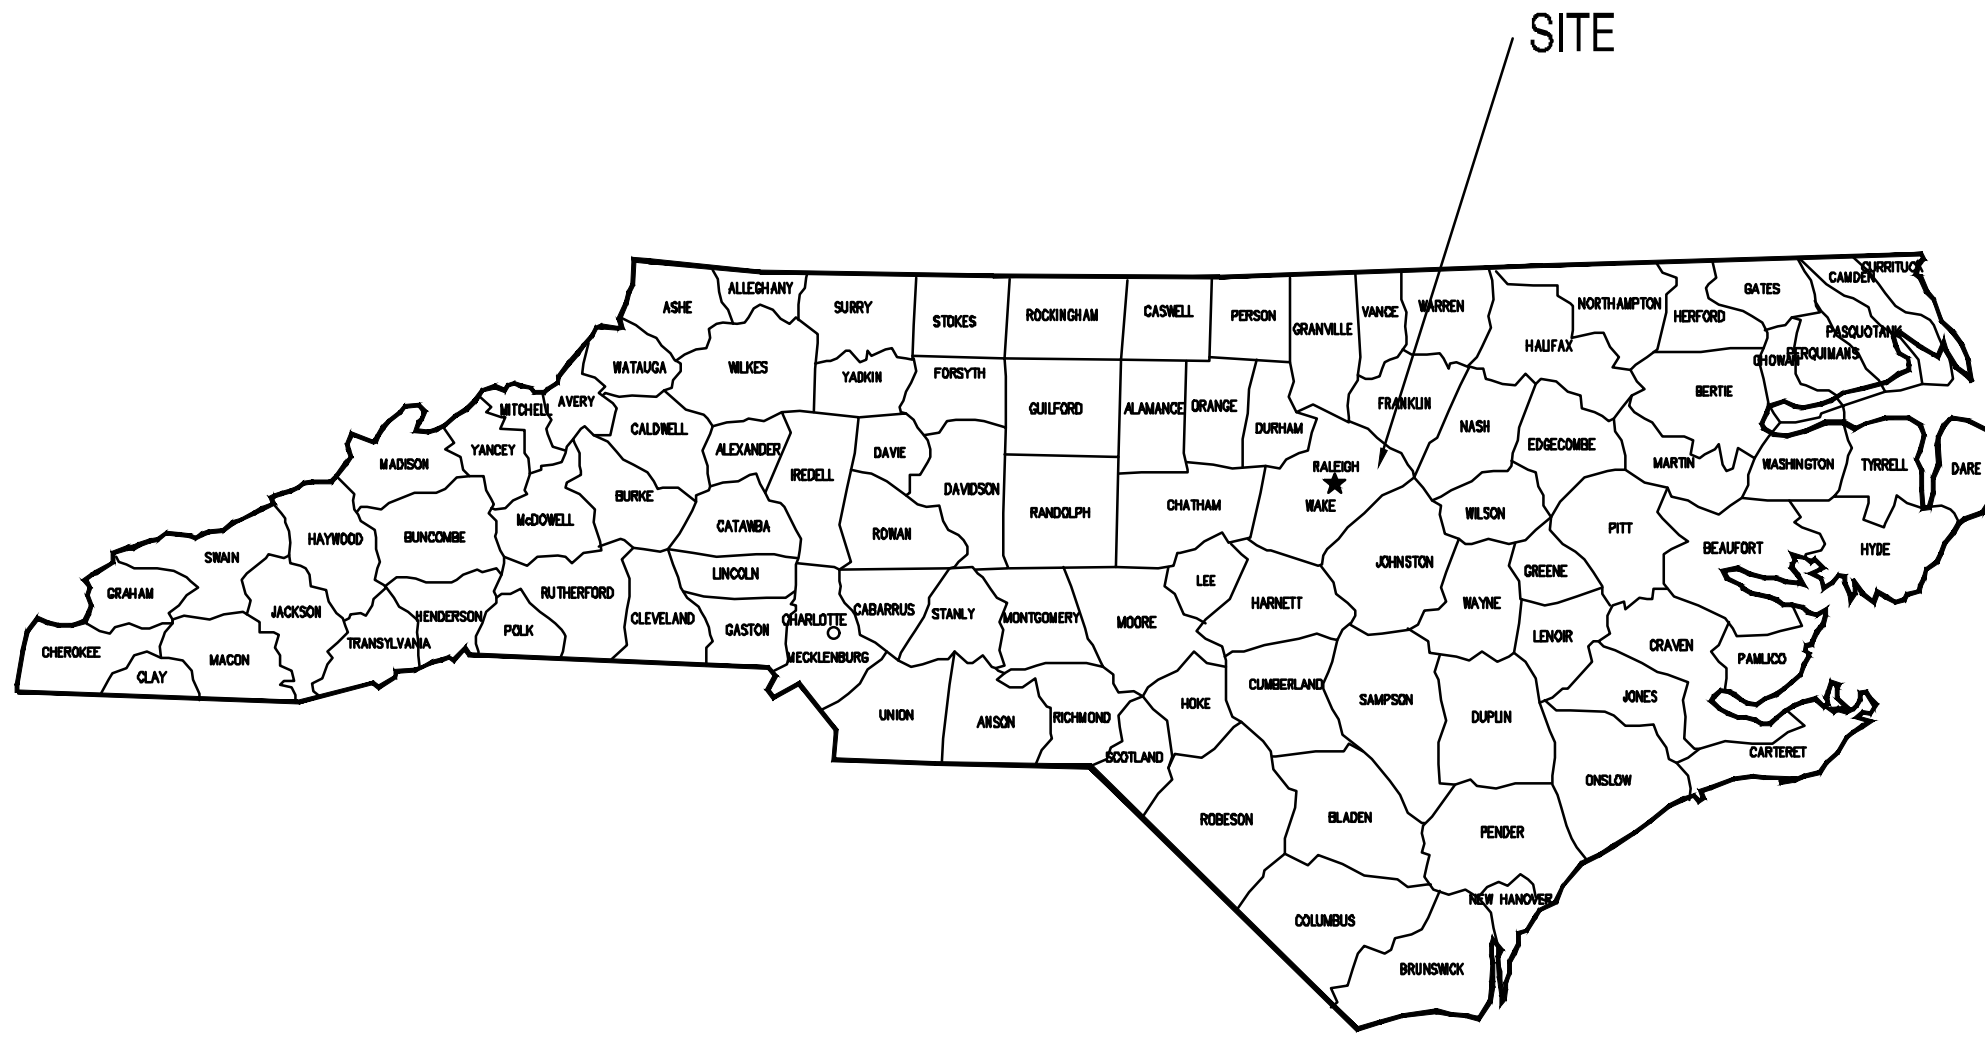 SITE
ALLEGHANY
ASHE
SURRY
STOKES
ROCKINGHAM
CASWELL
PERSON
GRANVILLE
VANCE
WARREN
NORTHAMPTON
HERFORD
GATES
CAMDEN
CURRITUCK
PASQUOTANK
PERQUIMANS
CHOWAN
HALIFAX
WATAUGA
WILKES
YADKIN
FORSYTH
GUILFORD
ALAMANCE
ORANGE
DURHAM
FRANKLIN
NASH
EDGECOMBE
BERTIE
MITCHELL
AVERY
CALDWELL
ALEXANDER
IREDELL
DAVIE
DAVIDSON
RANDOLPH
CHATHAM
RALEIGH
WAKE
WILSON
MARTIN
WASHINGTON
TYRRELL
DARE
MADISON
YANCEY
McDOWELL
BURKE
CATAWBA
ROWAN
PITT
BEAUFORT
HYDE
SWAIN
HAYWOOD
BUNCOMBE
LINCOLN
LEE
JOHNSTON
GREENE
GRAHAM
JACKSON
HENDERSON
RUTHERFORD
POLK
CLEVELAND
GASTON
CHARLOTTE
MECKLENBURG
CABARRUS
STANLY
MONTGOMERY
MOORE
HARNETT
WAYNE
LENOIR
CRAVEN
PAMLICO
CHEROKEE
CLAY
MACON
TRANSYLVANIA
UNION
ANSON
RICHMOND
SCOTLAND
HOKE
CUMBERLAND
SAMPSON
DUPLIN
JONES
CARTERET
ONSLOW
ROBESON
BLADEN
PENDER
NEW HANOVER
COLUMBUS
BRUNSWICK